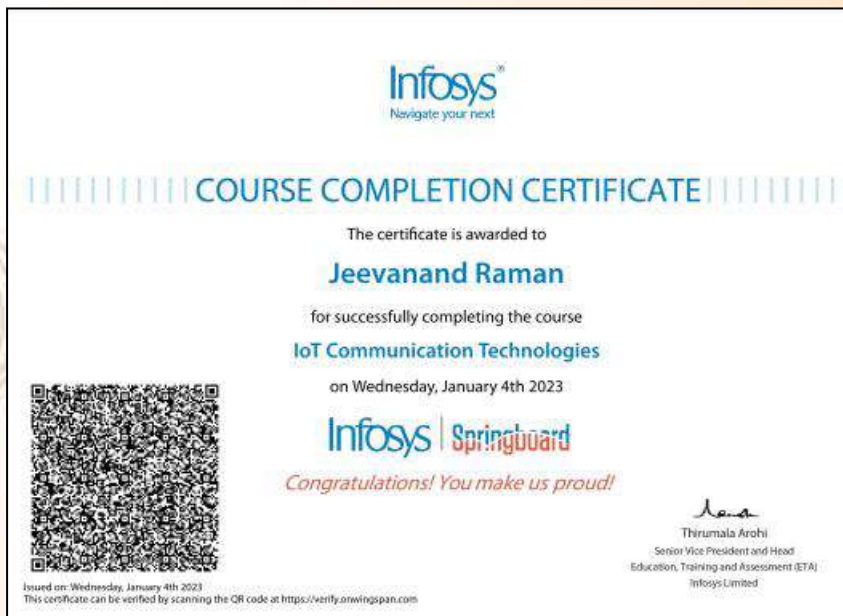 Infosys®
Navigate your next
COURSE COMPLETION CERTIFICATE
The certificate is awarded to
Jeevanand Raman
for successfully completing the course
IoT Communication Technologies
on Wednesday, January 4th 2023
Infosys | Springboard
Congratulations! You make us proud!
Thirumala Arohi
Senior Vice President and Head
Education, Training and Assessment (ETA)
Infosys Limited
Issued on: Wednesday, January 4th 2023
This certificate can be verified by scanning the QR code at https://verify.onwingspan.com